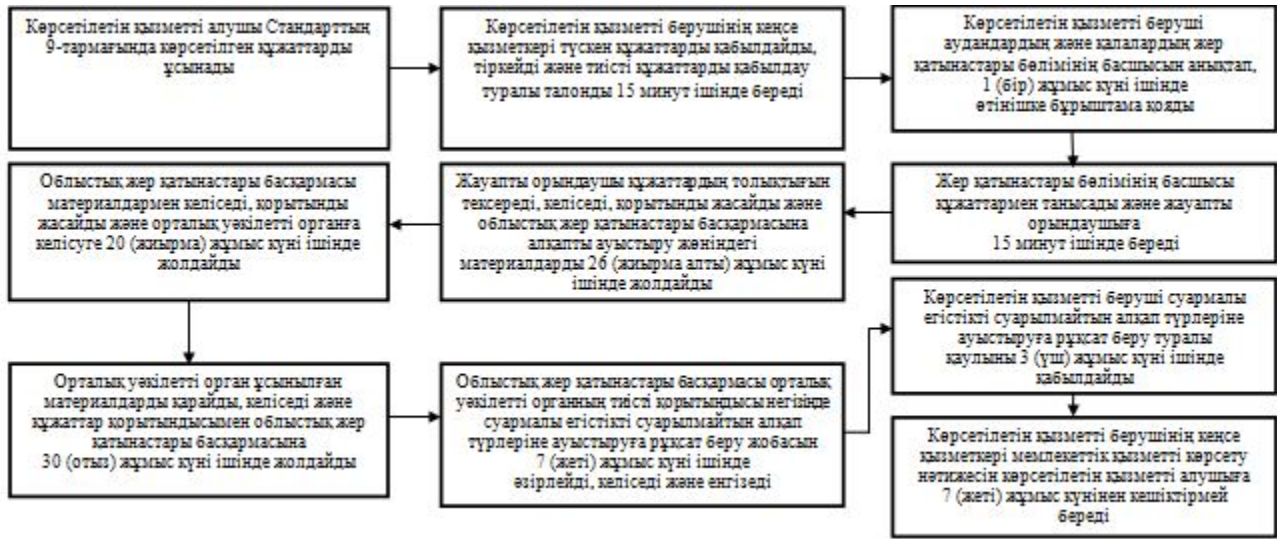 Көрсетілетін қызметті алушы Стандарттың
9-тармағында көрсетілген құжаттарды
ұсынады
Көрсетілетін қызметті берушінің кеңсе
қызметкері түскен құжаттарды қабылдайды,
тіркейді және тиісті құжаттарды қабылдау
туралы талонды 15 минут ішінде береді
Көрсетілетін қызметті беруші
аудандардың және қалалардың жер
қатынастары бөлімінің басшысын анықтап,
1 (бір) жұмыс күні ішінде
өтінішке бұрыштама қояды
Жер қатынастары бөлімінің басшысы
құжаттармен танысады және жауапты
орындаушыға
15 минут ішінде береді
Жауапты орындаушы құжаттардың толықтығын
тексереді, келіседі, қорытынды жасайды және
облыстық жер қатынастары басқармасына
алқапты ауыстыру жөніндегі
материалдарды 26 (жиырма алты) жұмыс күні
ішінде жолдайды
Облыстық жер қатынастары басқармасы
материалдармен келіседі, қорытынды
жасайды және орталық уәкілетті органға
келісуге 20 (жиырма) жұмыс күні ішінде
жолдайды
Орталық уәкілетті орган ұсынылған
материалдарды қарайды, келіседі және
құжаттар қорытындысымен облыстық жер
қатынастары басқармасына
30 (отыз) жұмыс күні ішінде жолдайды
Облыстық жер қатынастары басқармасы орталық
уәкілетті органның тиісті қорытындысы негізінде
суармалы егістікті суарылмайтын алқап
түрлеріне ауыстыруға рұқсат беру жобасын
7 (жеті) жұмыс күні ішінде
әзірлейді, келіседі және енгізеді
Көрсетілетін қызметті беруші суармалы
егістікті суарылмайтын алқап түрлеріне
ауыстыруға рұқсат беру туралы
қаулыны 3 (үш) жұмыс күні ішінде
қабылдайды
Көрсетілетін қызметті берушінің кеңсе
қызметкері мемлекеттік қызметті көрсету
нәтижесін көрсетілетін қызметті алушыға
7 (жеті) жұмыс күнінен кешіктірмей
береді